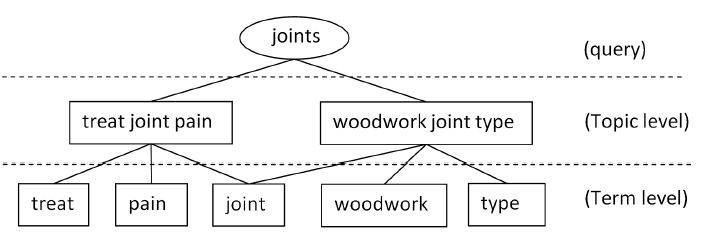 joints
(query)
treat joint pain
woodwork joint type
(Topic level)
treat
pain
joint
woodwork
type
(Term level)